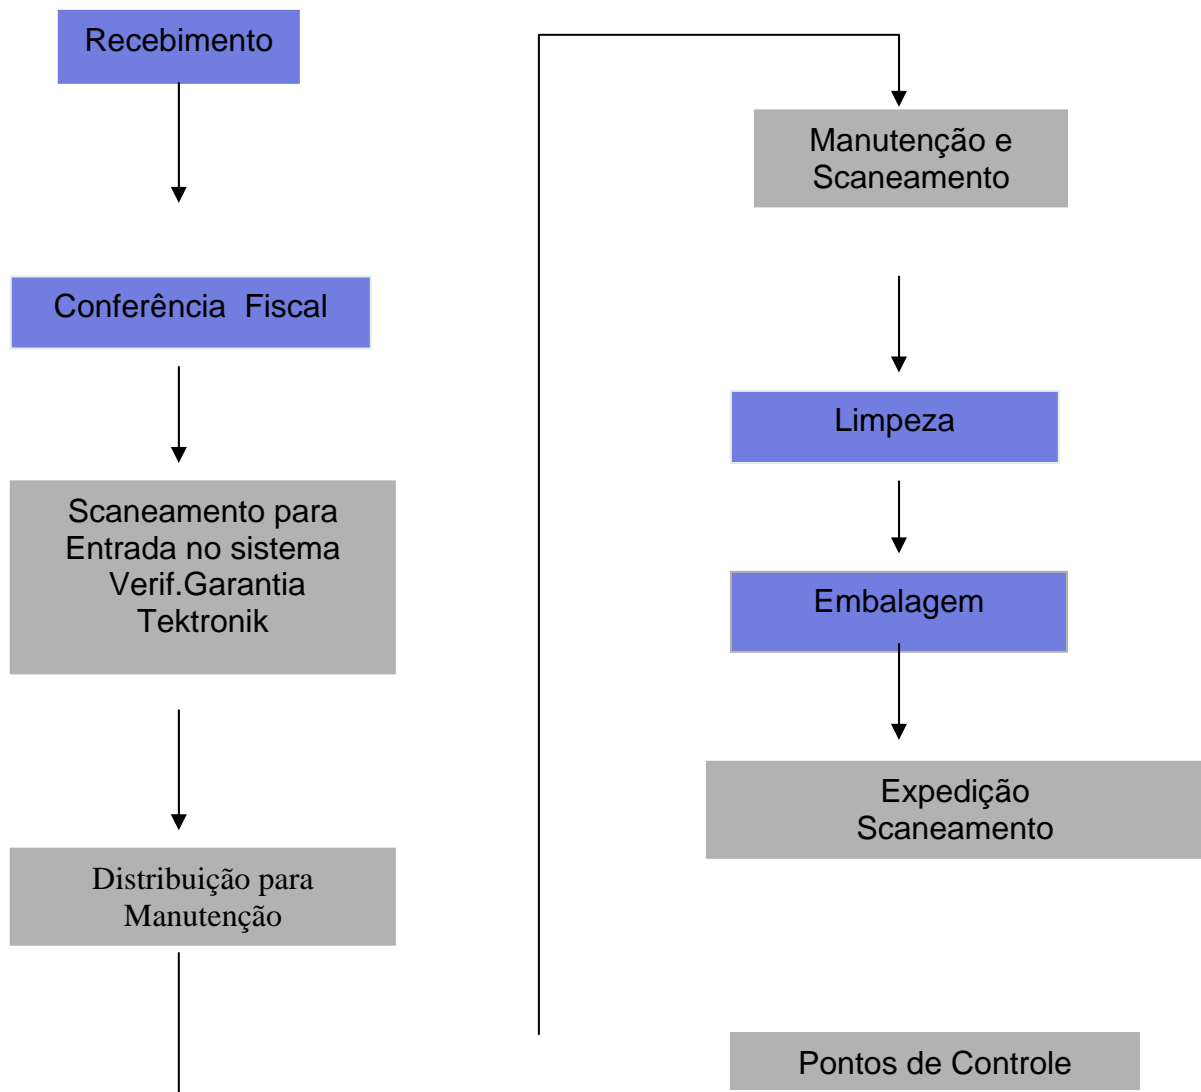 Recebimento
Conferência  Fiscal
Scaneamento para
Entrada no sistema
Verif.Garantia
Tektronik
Distribuição para
Manutenção
Manutenção e
Scaneamento
Limpeza
Embalagem
Expedição
Scaneamento
Pontos de Controle